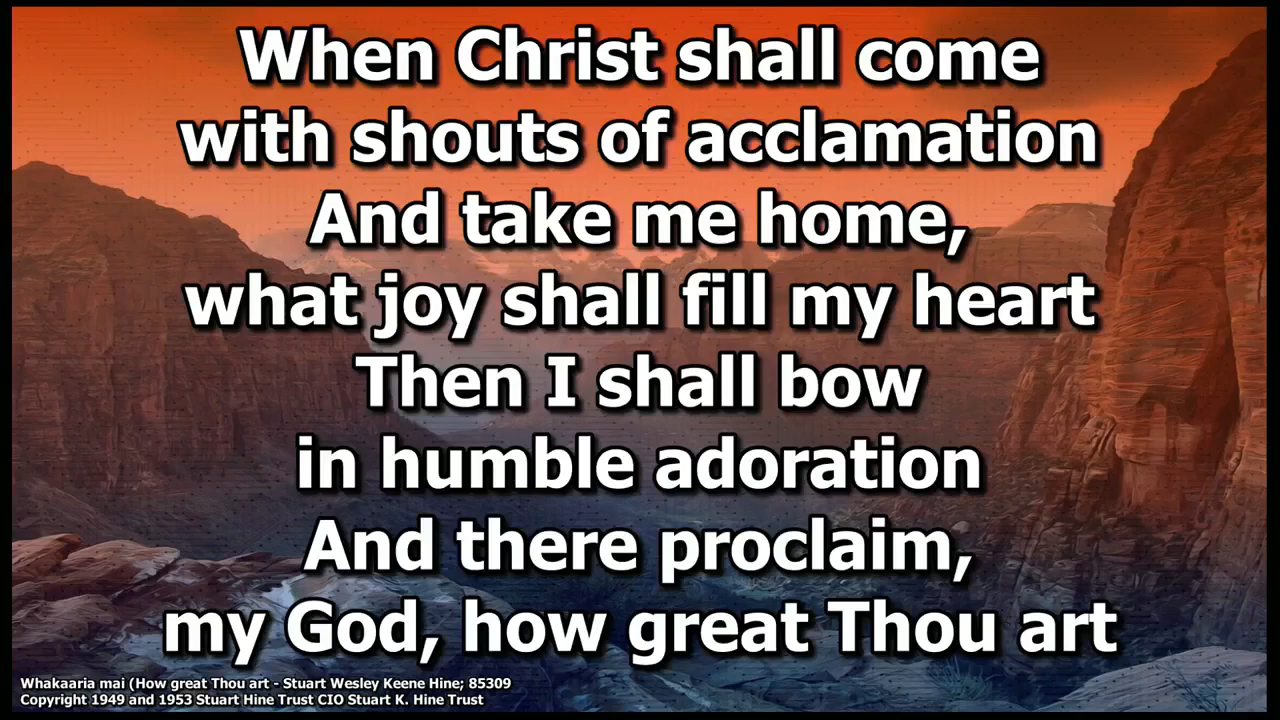 When Christ shall come
with shouts of acclamation
And take me home,
what joy shall fill my heart
Then I shall bow
in humble adoration
And there proclaim,
my God, how great Thou art
Whakaaria mai (How great Thou art - Stuart Wesley Keene Hine; 85309
Copyright 1949 and 1953 Stuart Hine Trust CIO Stuart K. Hine Trust